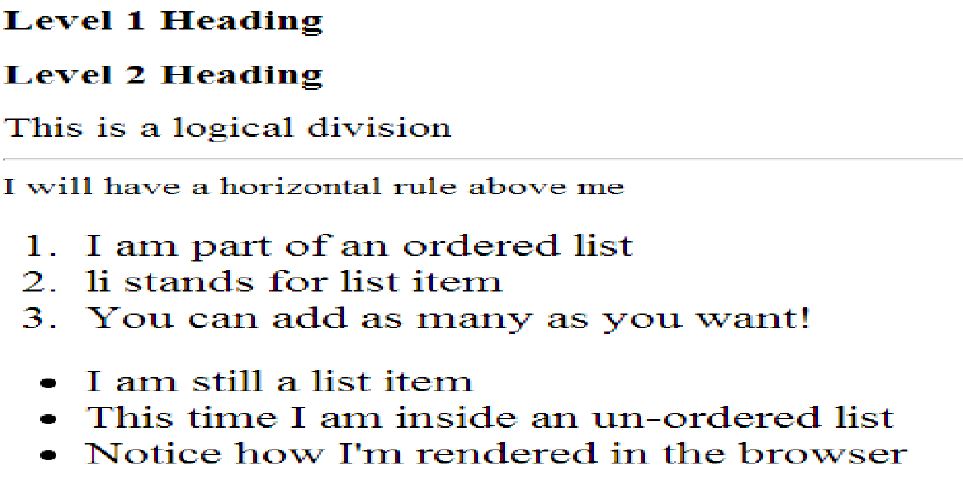 Level 1 Heading
Level 2 Heading
This is a logical division
I will have a horizontal rule above me
1. I am part of an ordered list
2. li stands for list item
3. You can add as many as you want!
• I am still a list item
• This time I am inside an un-ordered list
• Notice how I'm rendered in the browser